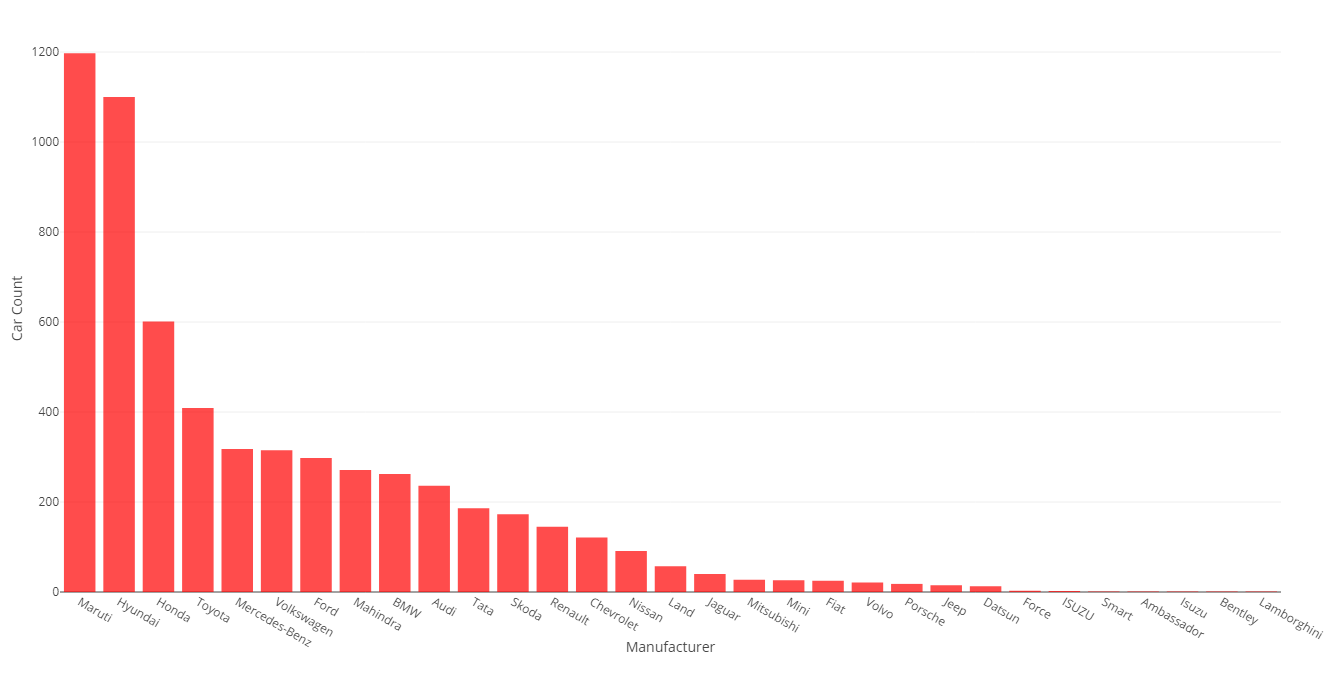 1200
1000
800
600
400
200
0
Car Count
Maruti
Hyundai
Honda
Toyota
Mercedes-Benz
Volkswagen
Ford
Mahindra
BMW
Audi
Tata
Skoda
Renault
Chevrolet
Nissan
Land
Jaguar
Mitsubishi
Mini
Fiat
Volvo
Porsche
Jeep
Datsun
Force
ISUZU
Smart
Ambassador
Isuzu
Bentley
Lamborghini
Manufacturer